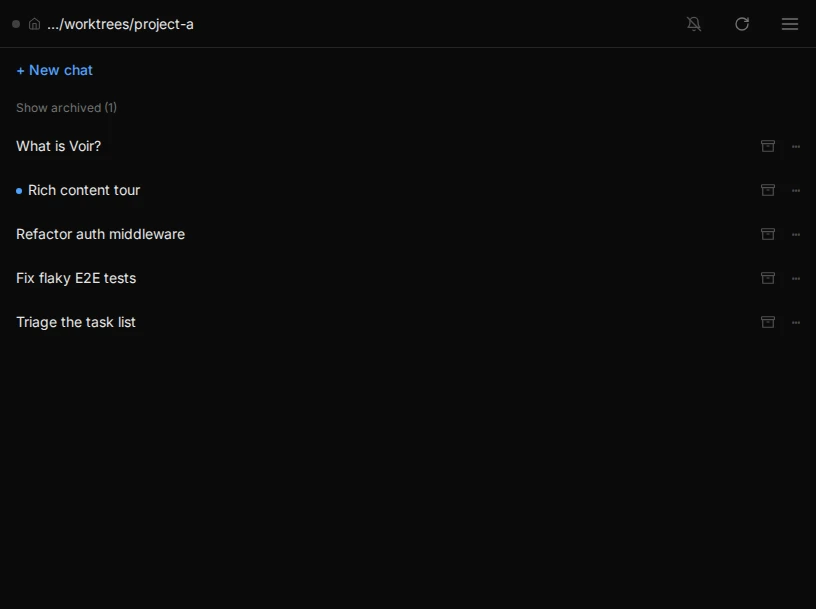 .../worktrees/project-a
+ New chat
Show archived (1)
What is Voir?
Rich content tour
Refactor auth middleware
Fix flaky E2E tests
Triage the task list